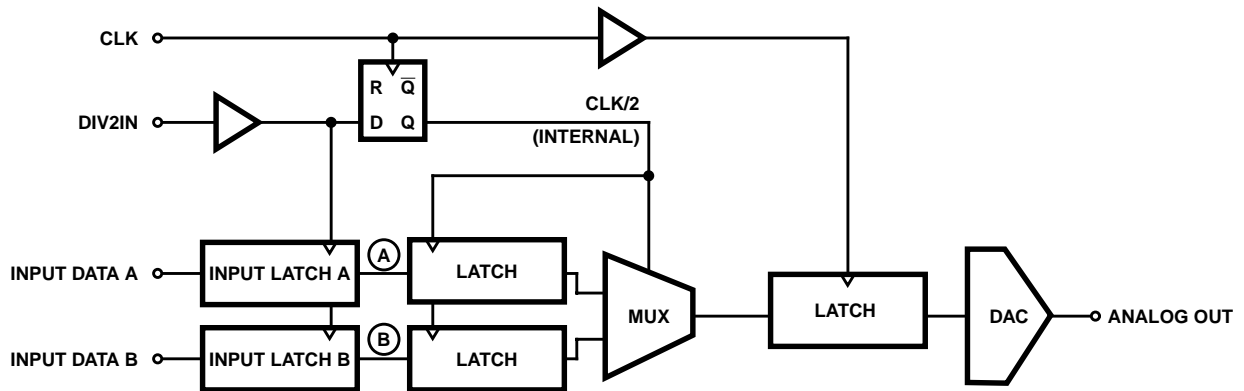 CLK
R Q̅
DIV2IN
D Q
CLK/2
(INTERNAL)
INPUT DATA A
INPUT LATCH A
A
LATCH
MUX
LATCH
DAC
ANALOG OUT
INPUT DATA B
INPUT LATCH B
B
LATCH